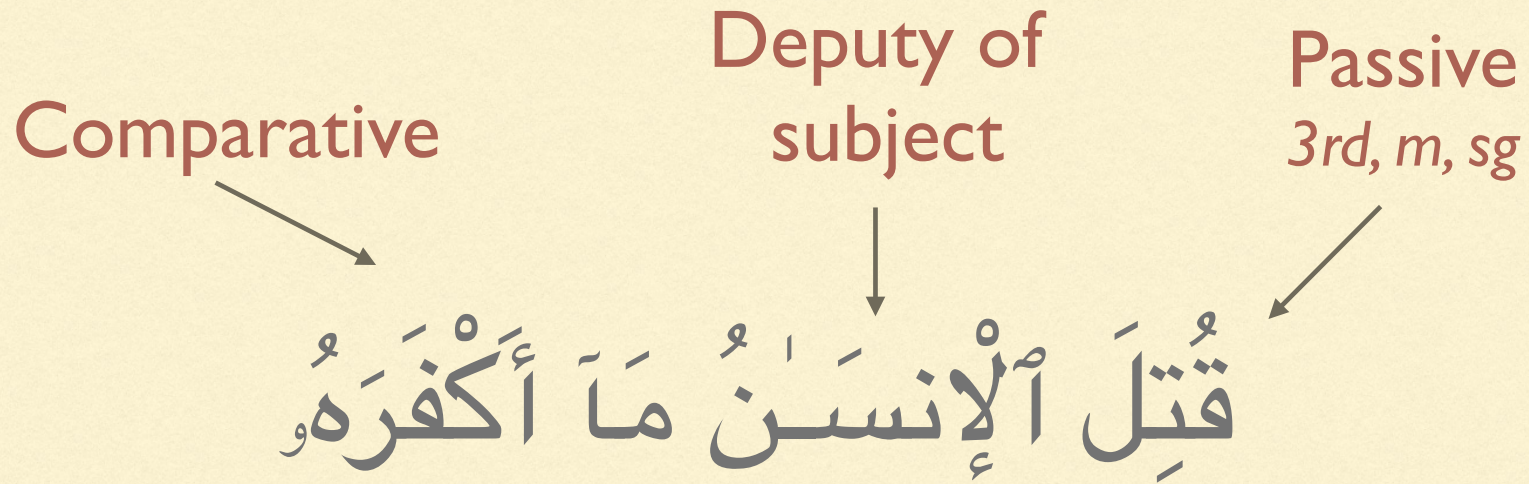 Comparative
Deputy of
subject
Passive
3rd, m, sg
قُتِلَ ٱلْإِنسَـٰنُ مَآ أَكْفَرَهُۥ